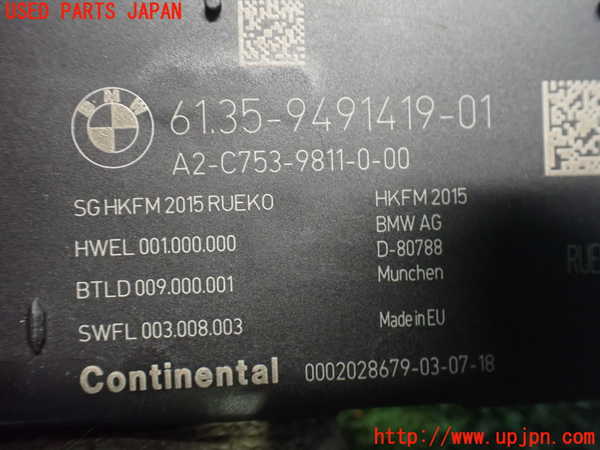 USED PARTS JAPAN
BMW
61.35-9491419-01
A2-C753-9811-0-00
SG HKFM 2015 RUEKO
HWEL 001.000.000
BTLD 009.000.001
SWFL 003.008.003
HKFM 2015
BMW AG
D-80788
Munchen
Made in EU
RUE
Continental 0002028679-03-07-18
http://www.upjpn.com/